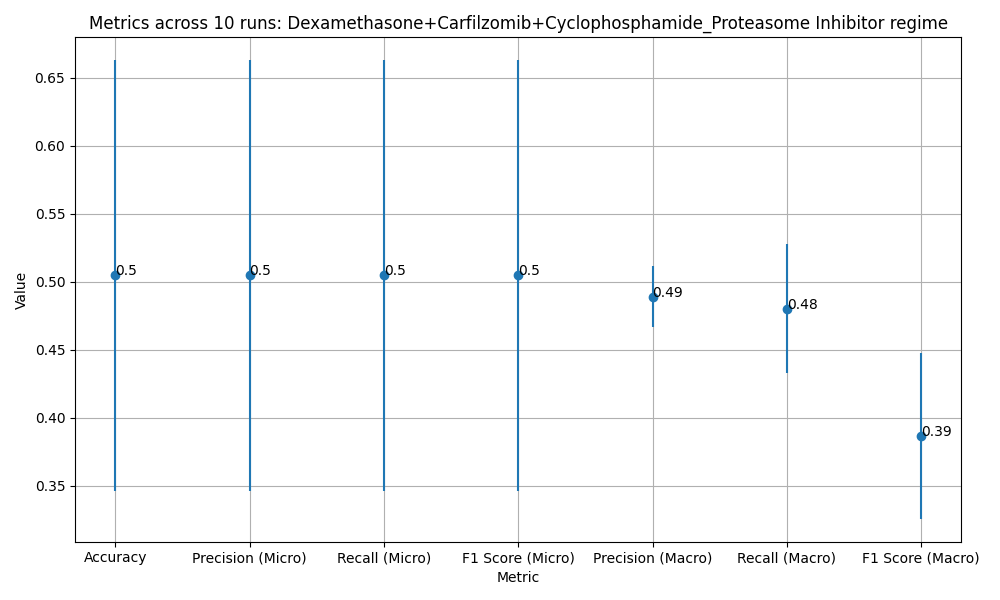 Metrics across 10 runs: Dexamethasone+Carfilzomib+Cyclophosphamide_Proteasome Inhibitor regime
Value
0.65
0.60
0.55
0.50
0.45
0.40
0.35
0.5
0.5
0.5
0.5
0.49
0.48
0.39
Accuracy
Precision (Micro)
Recall (Micro)
F1 Score (Micro)
Precision (Macro)
Recall (Macro)
F1 Score (Macro)
Metric